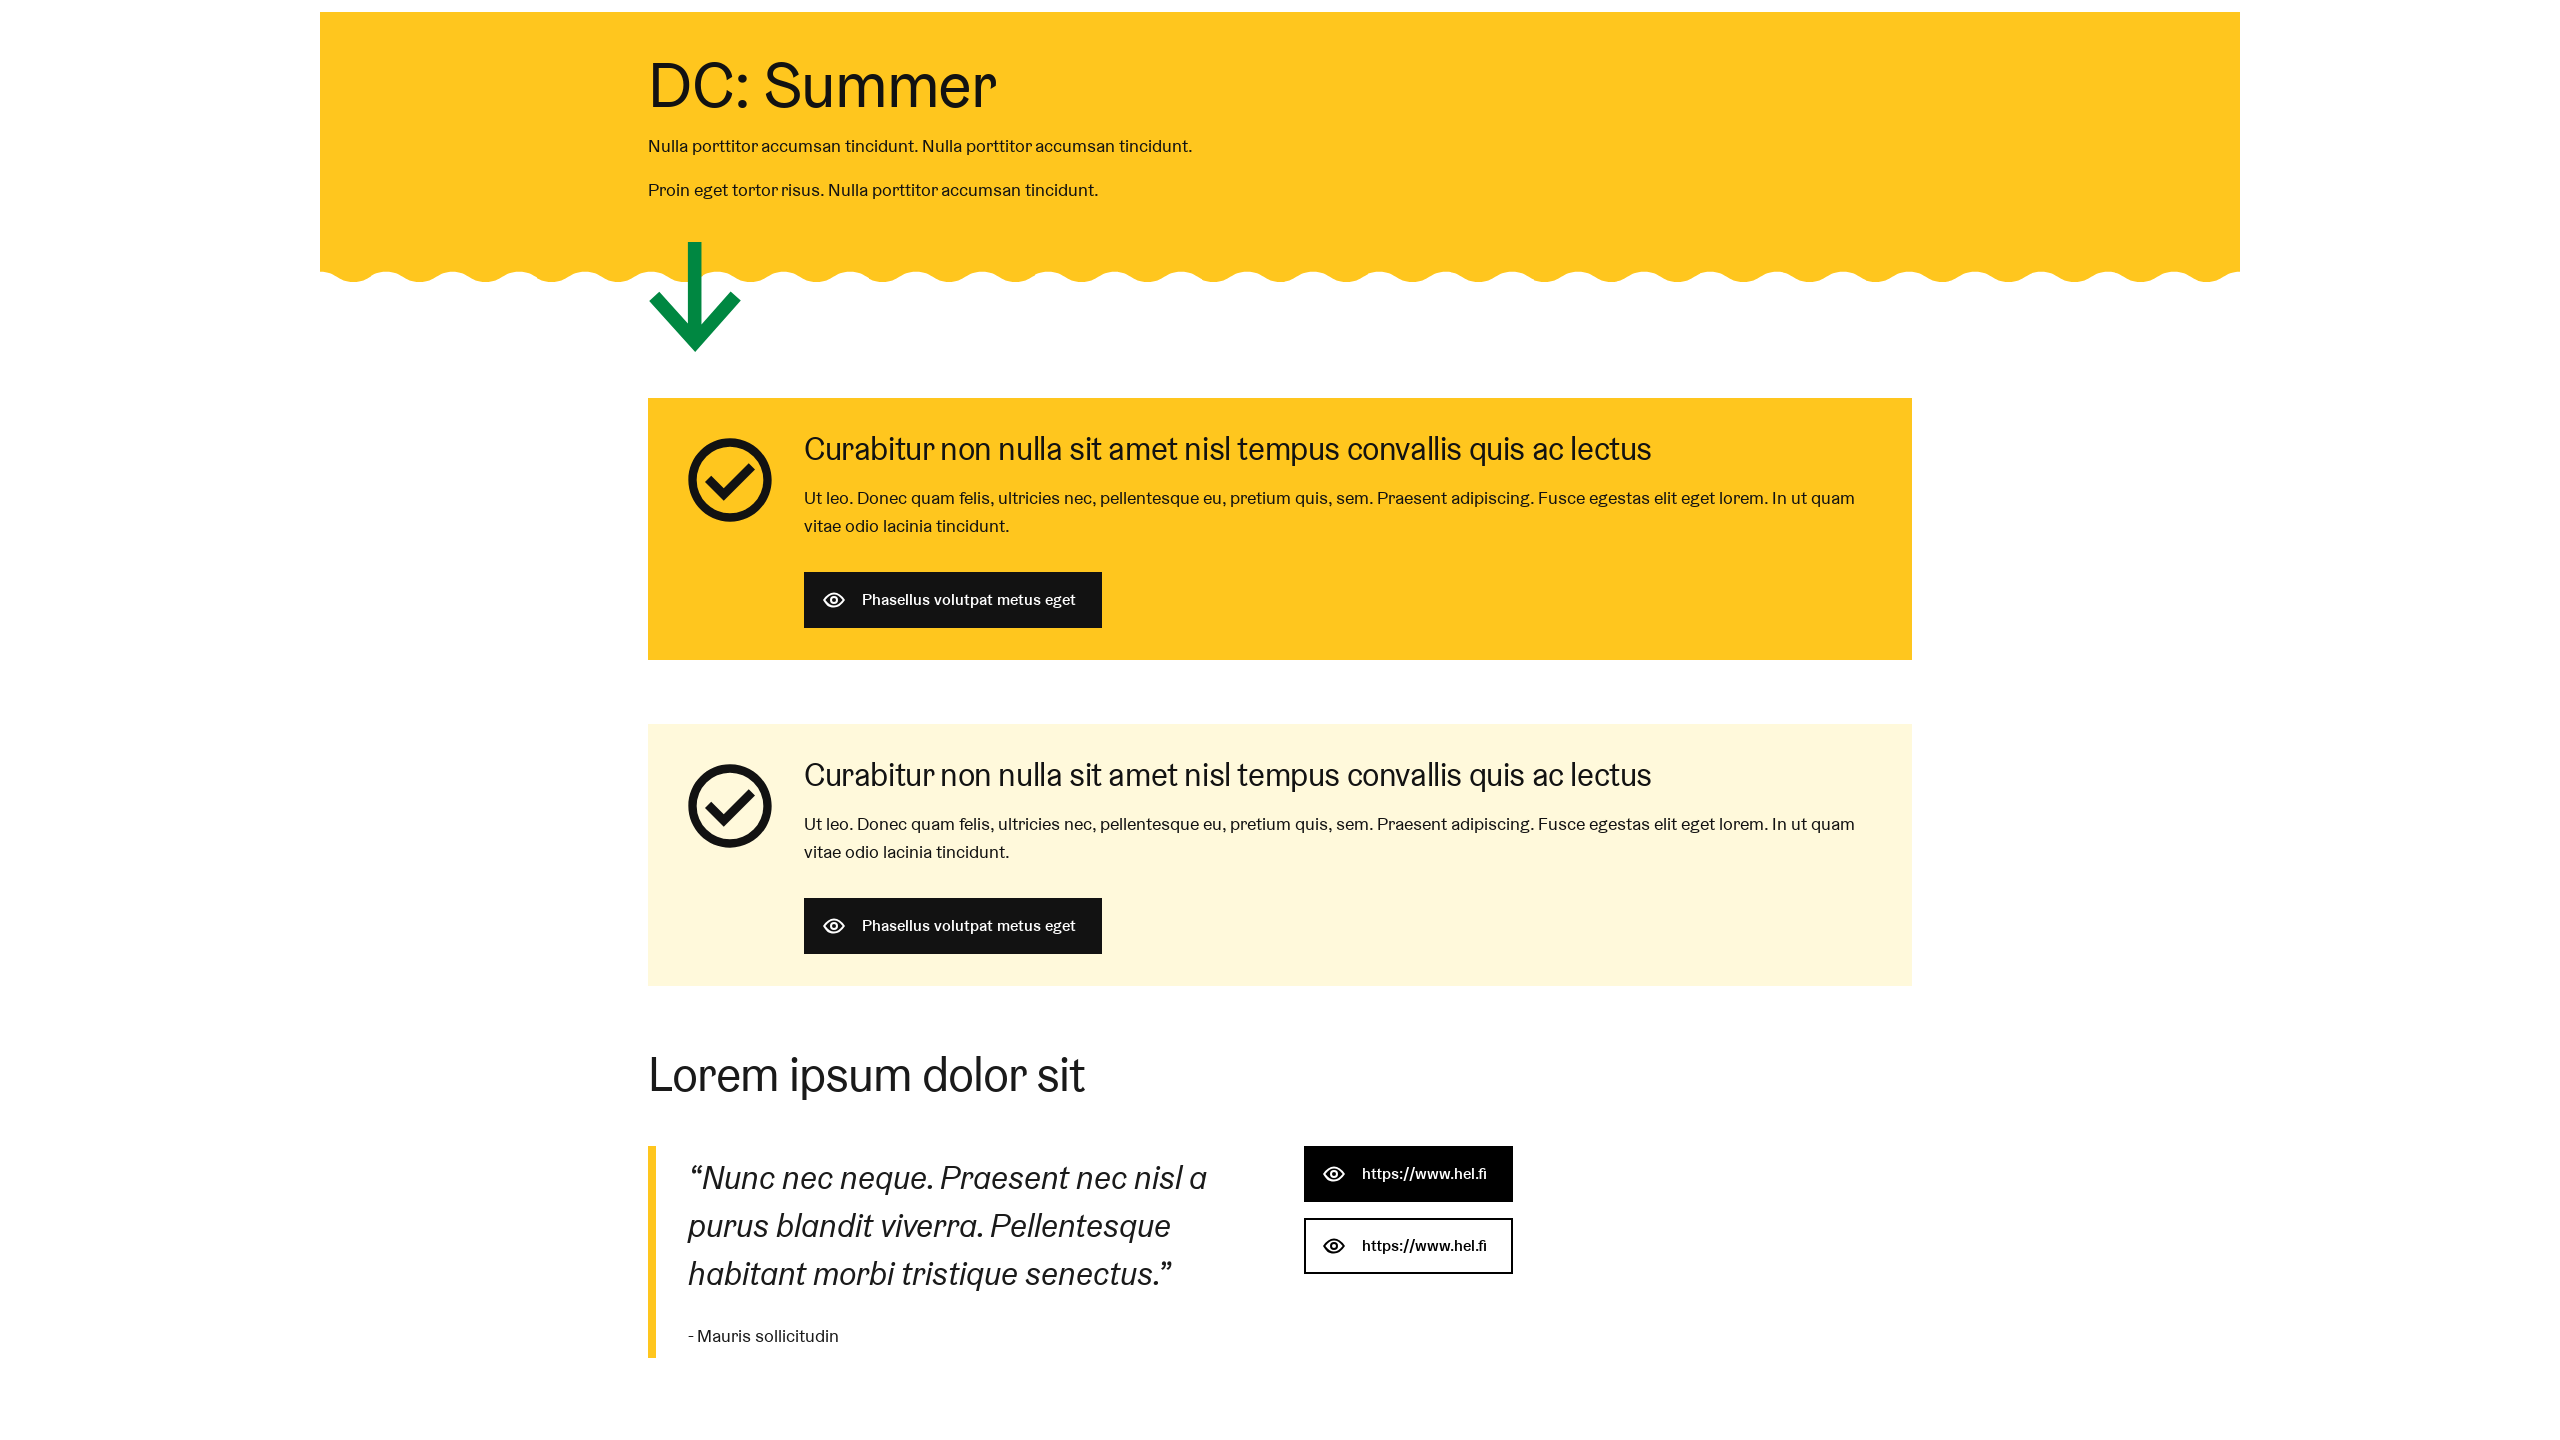 DC: Summer
Nulla porttitor accumsan tincidunt. Nulla porttitor accumsan tincidunt.
Proin eget tortor risus. Nulla porttitor accumsan tincidunt.
Curabitur non nulla sit amet nisl tempus convallis quis ac lectus
Ut leo. Donec quam felis, ultricies nec, pellentesque eu, pretium quis, sem. Praesent adipiscing. Fusce egestas elit eget lorem. In ut quam
vitae odio lacinia tincidunt.
Phasellus volutpat metus eget
Curabitur non nulla sit amet nisl tempus convallis quis ac lectus
Ut leo. Donec quam felis, ultricies nec, pellentesque eu, pretium quis, sem. Praesent adipiscing. Fusce egestas elit eget lorem. In ut quam
vitae odio lacinia tincidunt.
Phasellus volutpat metus eget
Lorem ipsum dolor sit
“Nunc nec neque. Praesent nec nisl a
purus blandit viverra. Pellentesque
habitant morbi tristique senectus.”
- Mauris sollicitudin
https://www.hel.fi
https://www.hel.fi